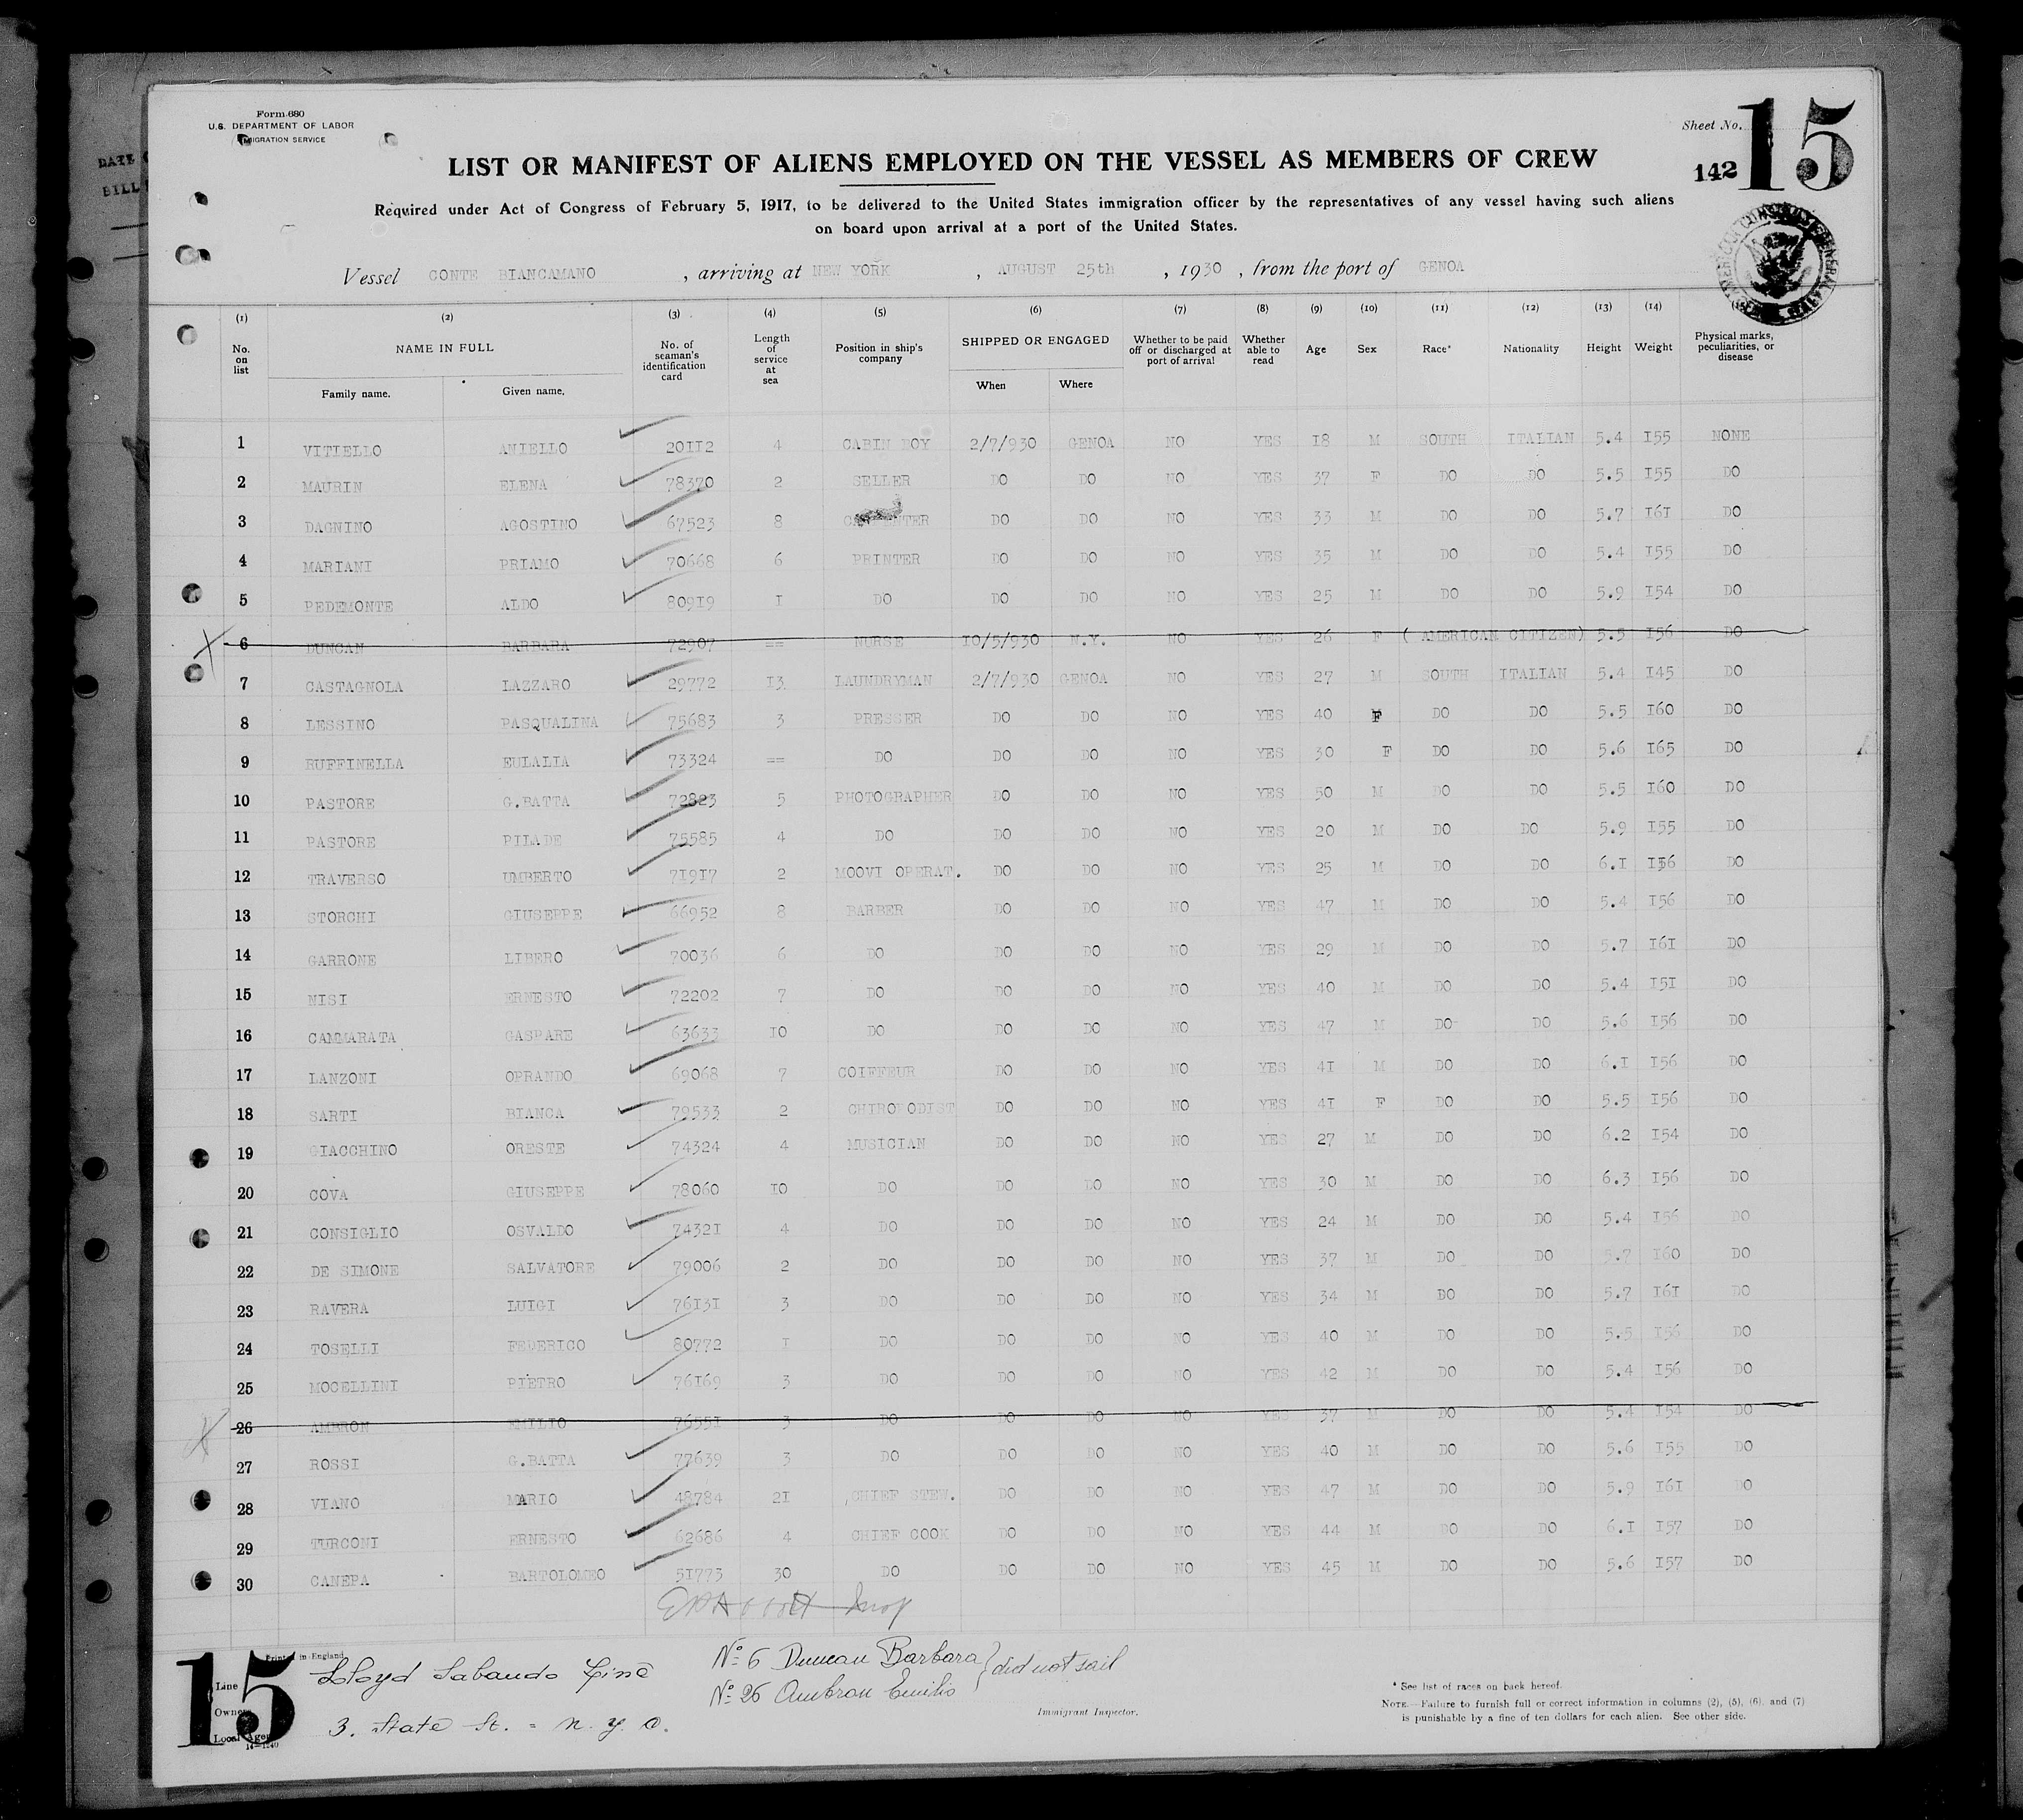 Form 680
U.S. DEPARTMENT OF LABOR
IMMIGRATION SERVICE
Sheet No. 15
142
LIST OR MANIFEST OF ALIENS EMPLOYED ON THE VESSEL AS MEMBERS OF CREW
Required under Act of Congress of February 5, 1917, to be delivered to the United States immigration officer by the representatives of any vessel having such aliens
on board upon arrival at a port of the United States.
Vessel CONTE BIANCAMANO , arriving at NEW YORK , AUGUST 25th , 1930 , from the port of GENOA
(1) (2) (3) (4) (5) (6) (7) (8) (9) (10) (11) (12) (13) (14)
No. on list NAME IN FULL Family name. Given name. No. of seaman's identification card Length of service at sea Position in ship's company SHIPPED OR ENGAGED When Where Whether to be paid off or discharged at port of arrival Whether able to read Age Sex Race* Nationality Height Weight Physical marks, peculiarities, or disease
1 VITIELLO ANIELLO 20112 4 CABIN BOY 2/7/930 GENOA NO YES 18 M SOUTH ITALIAN 5.4 155 NONE
2 MAURIN ELENA 78370 2 SELLER DO DO NO YES 37 F DO DO 5.5 155 DO
3 DAGNINO AGOSTINO 67523 8 DO DO NO YES 33 M DO DO 5.7 161 DO
4 MARIANI PRIAMO 70668 6 PRINTER DO DO NO YES 35 M DO DO 5.4 155 DO
5 PEDEMONTE ALDO 80919 1 DO DO DO NO YES 25 M DO DO 5.9 154 DO
6 DUNCAN BARBARA 72907 == NURSE 10/5/930 N.Y. NO YES 26 F ( AMERICAN CITIZEN) 5.5 156 DO
7 CASTAGNOLA LAZZARO 29772 13 LAUNDRYMAN 2/7/930 GENOA NO YES 27 M SOUTH ITALIAN 5.4 145 DO
8 LESSINO PASQUALINA 75683 3 PRESSER DO DO NO YES 40 F DO DO 5.5 160 DO
9 RUFFINELLA EULALIA 73324 == DO DO DO NO YES 30 F DO DO 5.6 165 DO
10 PASTORE G.BATTA 72823 5 PHOTOGRAPHER DO DO NO YES 50 M DO DO 5.5 160 DO
11 PASTORE PILADE 75585 4 DO DO DO NO YES 20 M DO DO 5.9 155 DO
12 TRAVERSO UMBERTO 71917 2 MOOVI OPERAT. DO DO NO YES 25 M DO DO 6.1 156 DO
13 STORCHI GIUSEPPE 66952 8 BARBER DO DO NO YES 47 M DO DO 5.4 156 DO
14 GARRONE LIBERO 70036 6 DO DO DO NO YES 29 M DO DO 5.7 161 DO
15 NISI ERNESTO 72202 7 DO DO DO NO YES 40 M DO DO 5.4 151 DO
16 CAMMARATA GASPARE 63633 10 DO DO DO NO YES 47 M DO DO 5.6 156 DO
17 LANZONI OPRANDO 69068 7 COIFFEUR DO DO NO YES 41 M DO DO 6.1 156 DO
18 SARTI BIANCA 79533 2 CHIROPODIST DO DO NO YES 41 F DO DO 5.5 156 DO
19 GIACCHINO ORESTE 74324 4 MUSICIAN DO DO NO YES 27 M DO DO 6.2 154 DO
20 COVA GIUSEPPE 78060 10 DO DO DO NO YES 30 M DO DO 6.3 156 DO
21 CONSIGLIO OSVALDO 74321 4 DO DO DO NO YES 24 M DO DO 5.4 156 DO
22 DE SIMONE SALVATORE 79006 2 DO DO DO NO YES 37 M DO DO 5.7 160 DO
23 RAVERA LUIGI 76131 3 DO DO DO NO YES 34 M DO DO 5.7 161 DO
24 TOSELLI FEDERICO 80772 1 DO DO DO NO YES 40 M DO DO 5.5 156 DO
25 MOCELLINI PIETRO 76169 3 DO DO DO NO YES 42 M DO DO 5.4 156 DO
26 AMBRON EMILIO 76551 3 DO DO DO NO YES 37 M DO DO 5.4 154 DO
27 ROSSI G.BATTA 77639 3 DO DO DO NO YES 40 M DO DO 5.6 155 DO
28 VIANO MARIO 48784 21 CHIEF STEW. DO DO NO YES 47 M DO DO 5.9 161 DO
29 TURCONI ERNESTO 62686 4 CHIEF COOK DO DO NO YES 44 M DO DO 6.1 157 DO
30 CANEPA BARTOLOMEO 51773 30 DO DO DO NO YES 45 M DO DO 5.6 157 DO
15
Printed in England
Line Lloyd Sabaudo Line
Owner
Local Agent 3. State St. = N.Y.C.
14—1240
No. 6 Duncan Barbara } did not sail
No. 26 Ambron Emilio
Immigrant Inspector.
* See list of races on back hereof.
NOTE.—Failure to furnish full or correct information in columns (2), (5), (6), and (7)
is punishable by a fine of ten dollars for each alien. See other side.